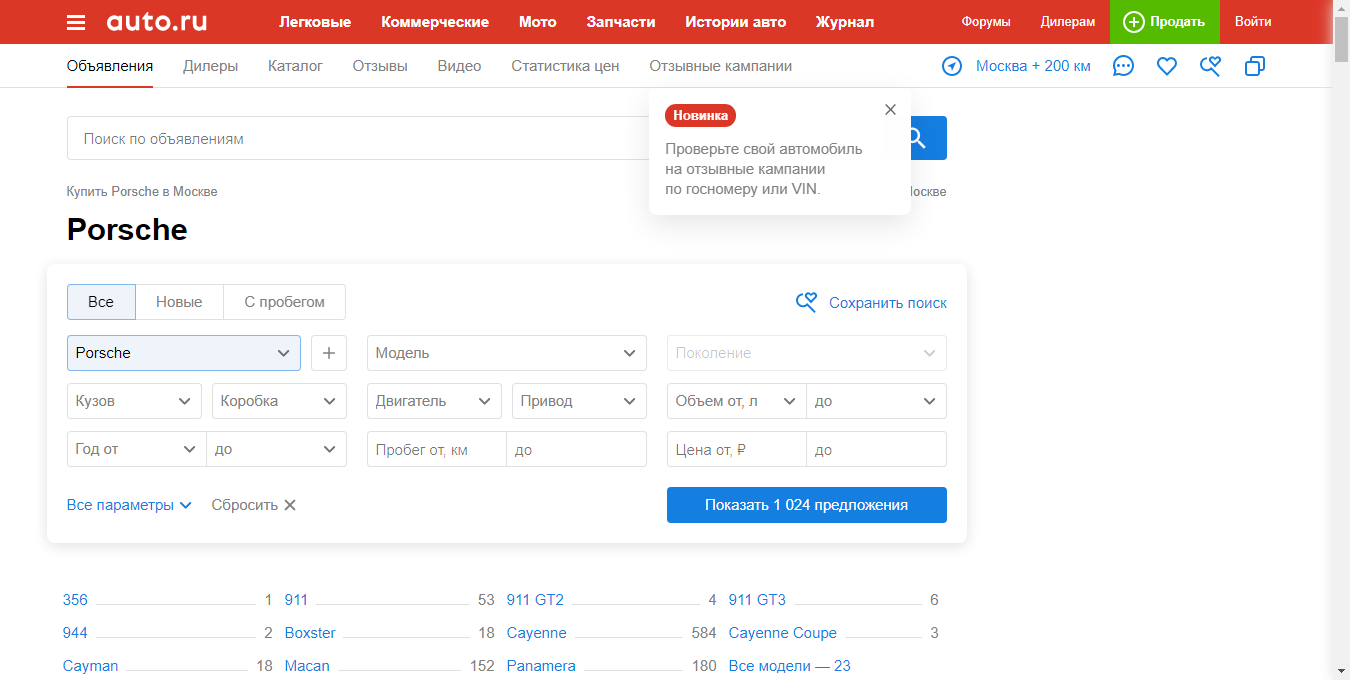 auto.ru Легковые Коммерческие Мото Запчасти Истории авто Журнал Форумы Дилерам Продать Войти
Объявления Дилеры Каталог Отзывы Видео Статистика цен Отзывные кампании Москва + 200 км
Новинка
Поиск по объявлениям
Проверьте свой автомобиль
на отзывные кампании
по госномеру или VIN.
Купить Porsche в Москве
Porsche
Все Новые С пробегом Сохранить поиск
Porsche Модель Поколение
Кузов Коробка Двигатель Привод Объем от, л до
Год от до Пробег от, км до Цена от, ₽ до
Все параметры Сбросить Показать 1 024 предложения
356 1 911 53 911 GT2 4 911 GT3 6
944 2 Boxster 18 Cayenne 584 Cayenne Coupe 3
Cayman 18 Macan 152 Panamera 180 Все модели — 23